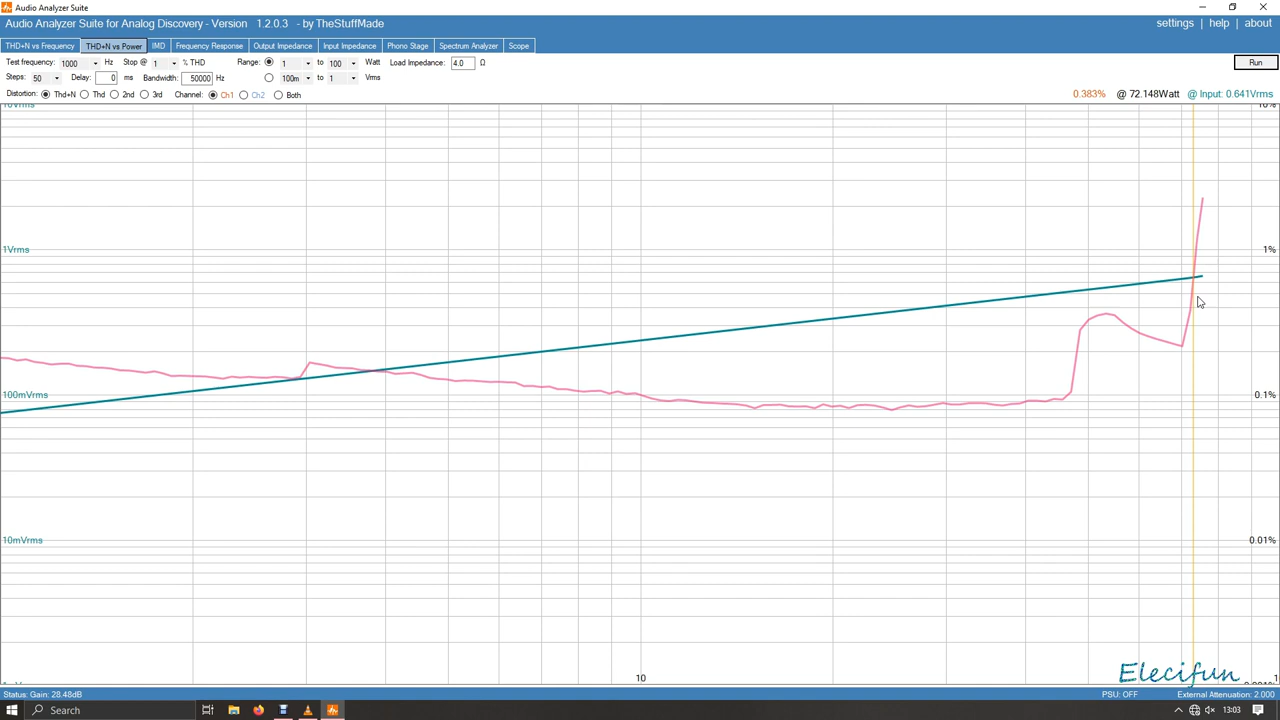 Audio Analyzer Suite
Audio Analyzer Suite for Analog Discovery - Version 1.2.0.3 - by TheStuffMade
settings | help | about
THD+N vs Frequency THD+N vs Power IMD Frequency Response Output Impedance Input Impedance Phono Stage Spectrum Analyzer Scope
Test frequency: 1000 Hz Stop @ 1 % THD Range: 1 to 100 Watt Load Impedance: 4.0 Ω Run
Steps: 50 Delay: 0 ms Bandwidth: 50000 Hz 100m to 1 Vrms
Distortion: Thd+N Thd 2nd 3rd Channel: Ch1 Ch2 Both 0.383% @ 72.148Watt @ Input: 0.641Vrms
10Vrms 10%
1Vrms 1%
100mVrms 0.1%
10mVrms 0.01%
10
Elecifun
Status: Gain: 28.48dB PSU: OFF External Attenuation: 2.000
Search 13:03